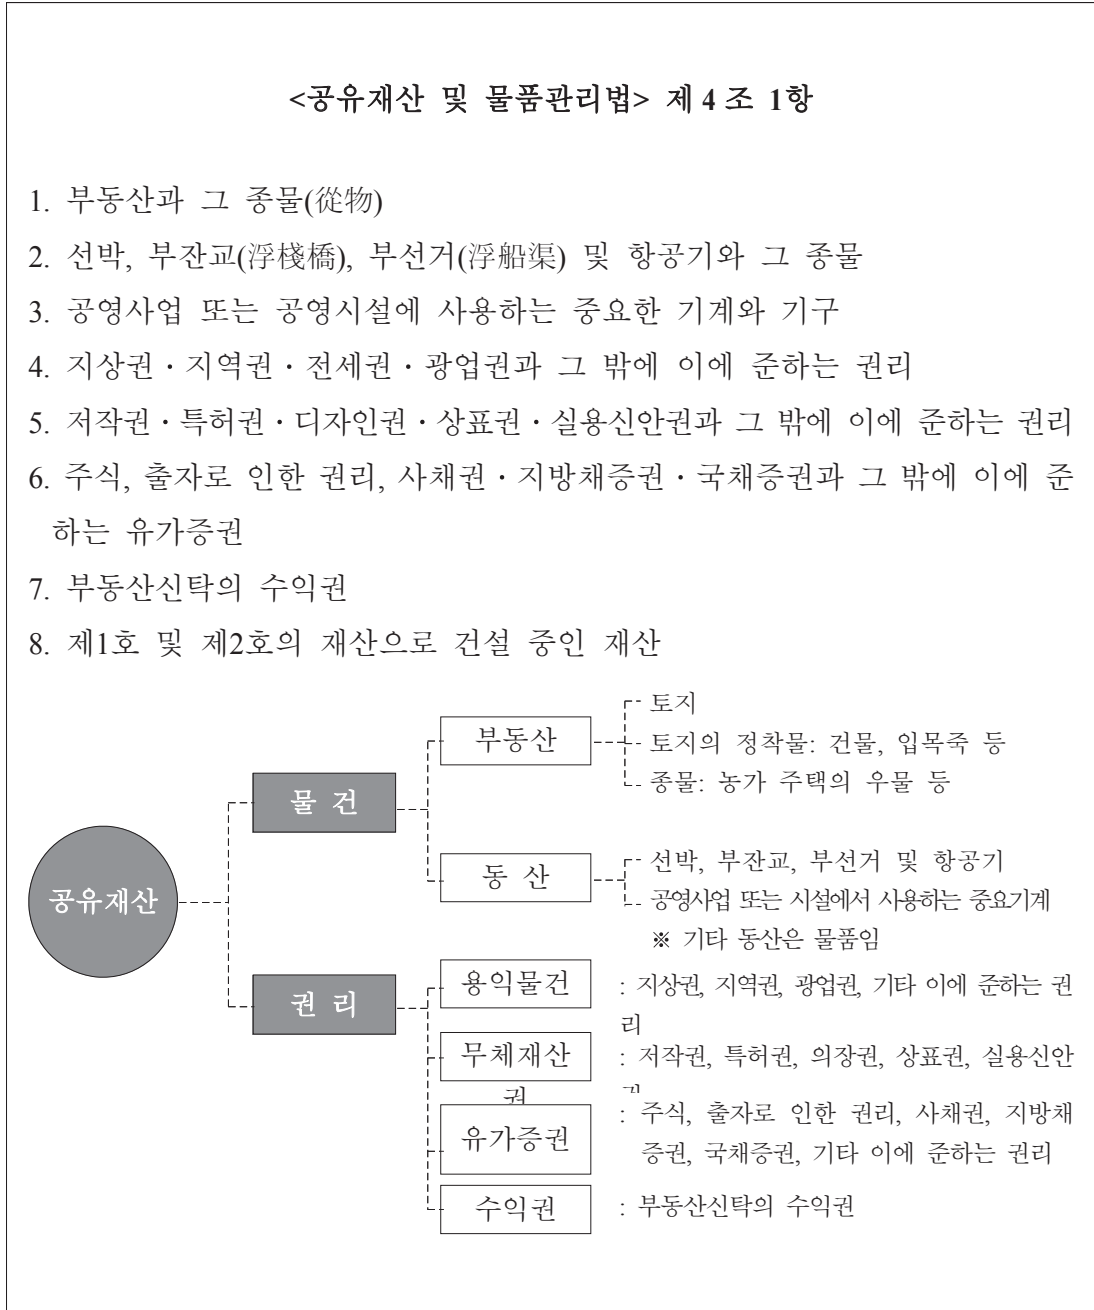 <공유재산 및 물품관리법> 제 4 조 1항
1. 부동산과 그 종물(從物)
2. 선박, 부잔교(浮棧橋), 부선거(浮船渠) 및 항공기와 그 종물
3. 공영사업 또는 공영시설에 사용하는 중요한 기계와 기구
4. 지상권・지역권・전세권・광업권과 그 밖에 이에 준하는 권리
5. 저작권・특허권・디자인권・상표권・실용신안권과 그 밖에 이에 준하는 권리
6. 주식, 출자로 인한 권리, 사채권・지방채증권・국채증권과 그 밖에 이에 준
하는 유가증권
7. 부동산신탁의 수익권
8. 제1호 및 제2호의 재산으로 건설 중인 재산
공유재산
물 건
부동산
토지
토지의 정착물: 건물, 입목죽 등
종물: 농가 주택의 우물 등
동 산
선박, 부잔교, 부선거 및 항공기
공영사업 또는 시설에서 사용하는 중요기계
※ 기타 동산은 물품임
권 리
용익물건
: 지상권, 지역권, 광업권, 기타 이에 준하는 권
리
무체재산
권
: 저작권, 특허권, 의장권, 상표권, 실용신안
유가증권
: 주식, 출자로 인한 권리, 사채권, 지방채
증권, 국채증권, 기타 이에 준하는 권리
수익권
: 부동산신탁의 수익권